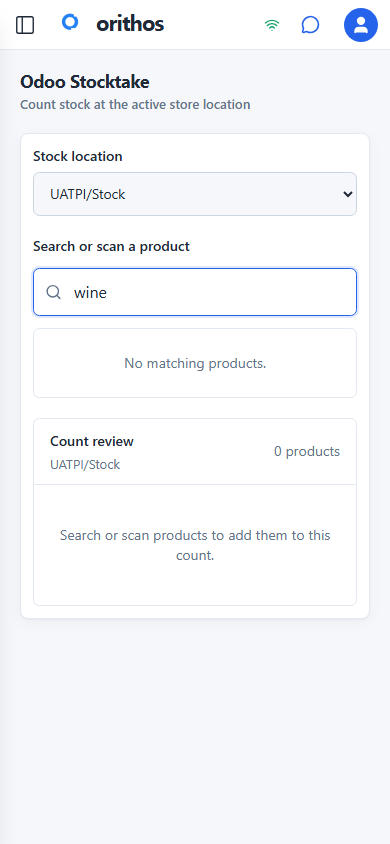 orithos
Odoo Stocktake
Count stock at the active store location
Stock location
UATPI/Stock
Search or scan a product
wine
No matching products.
Count review
UATPI/Stock
0 products
Search or scan products to add them to this
count.